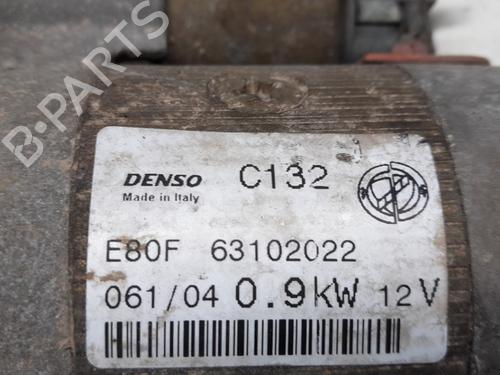 B-PARTS
DENSO C132
Made in Italy
E80F 63102022
061/04 0.9kW 12V